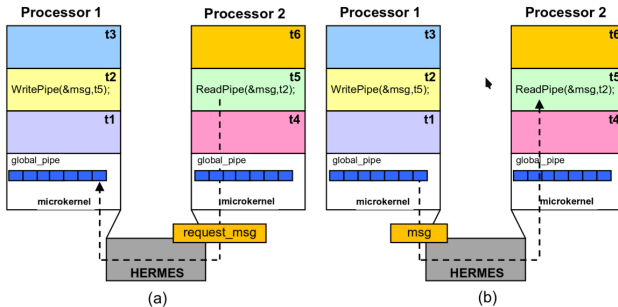 Processor 1
Processor 2
Processor 1
Processor 2
t3
t6
t3
t6
t2
t5
t2
t5
WritePipe(&msg,t5);
ReadPipe(&msg,t2);
WritePipe(&msg,t5);
ReadPipe(&msg,t2);
t1
t4
t1
t4
global_pipe
global_pipe
global_pipe
global_pipe
microkernel
microkernel
microkernel
microkernel
request_msg
msg
HERMES
HERMES
(a)
(b)